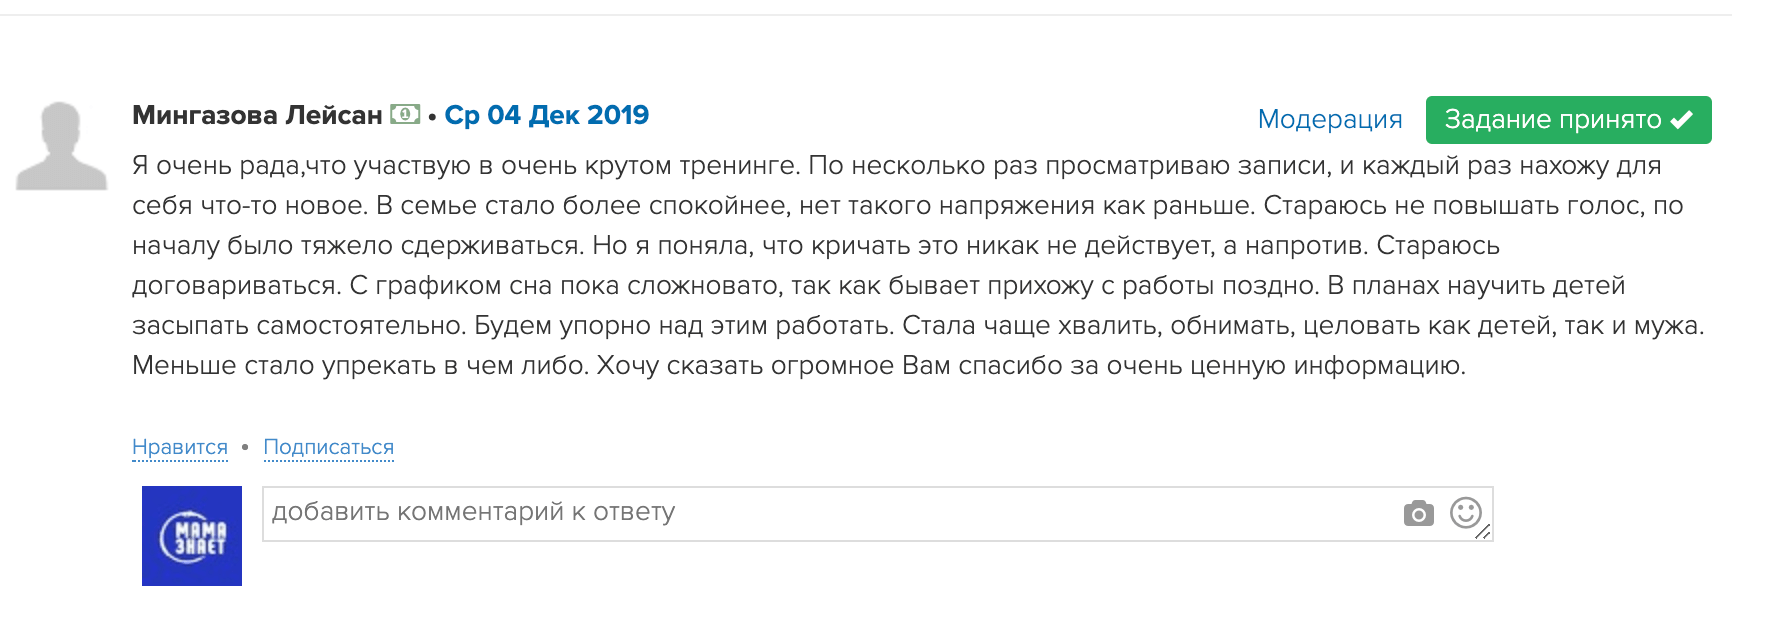 Мингазова Лейсан 1 • Ср 04 Дек 2019
Модерация
Задание принято
Я очень рада,что участвую в очень крутом тренинге. По несколько раз просматриваю записи, и каждый раз нахожу для
себя что-то новое. В семье стало более спокойнее, нет такого напряжения как раньше. Стараюсь не повышать голос, по
началу было тяжело сдерживаться. Но я поняла, что кричать это никак не действует, а напротив. Стараюсь
договариваться. С графиком сна пока сложновато, так как бывает прихожу с работы поздно. В планах научить детей
засыпать самостоятельно. Будем упорно над этим работать. Стала чаще хвалить, обнимать, целовать как детей, так и мужа.
Меньше стало упрекать в чем либо. Хочу сказать огромное Вам спасибо за очень ценную информацию.
Нравится • Подписаться
МАМА
ЗНАЕТ
добавить комментарий к ответу